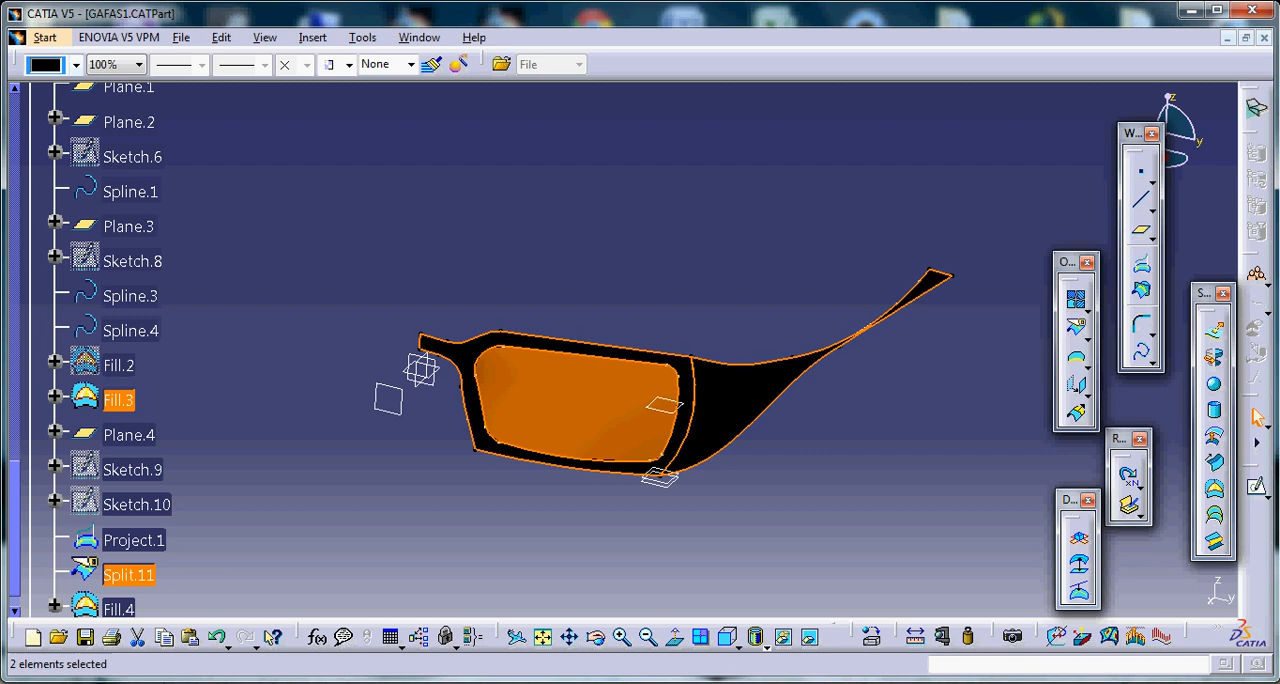 CATIA V5 - [GAFAS1.CATPart]
Start ENOVIA V5 VPM File Edit View Insert Tools Window Help
100% None File
Plane.1
Plane.2
Sketch.6
Spline.1
Plane.3
Sketch.8
Spline.3
Spline.4
Fill.2
Fill.3
Plane.4
Sketch.9
Sketch.10
Project.1
Split.11
Fill.4
z
y
W...
O...
S...
R...
xN
D...
z
x y
f(x)
CATIA
2 elements selected